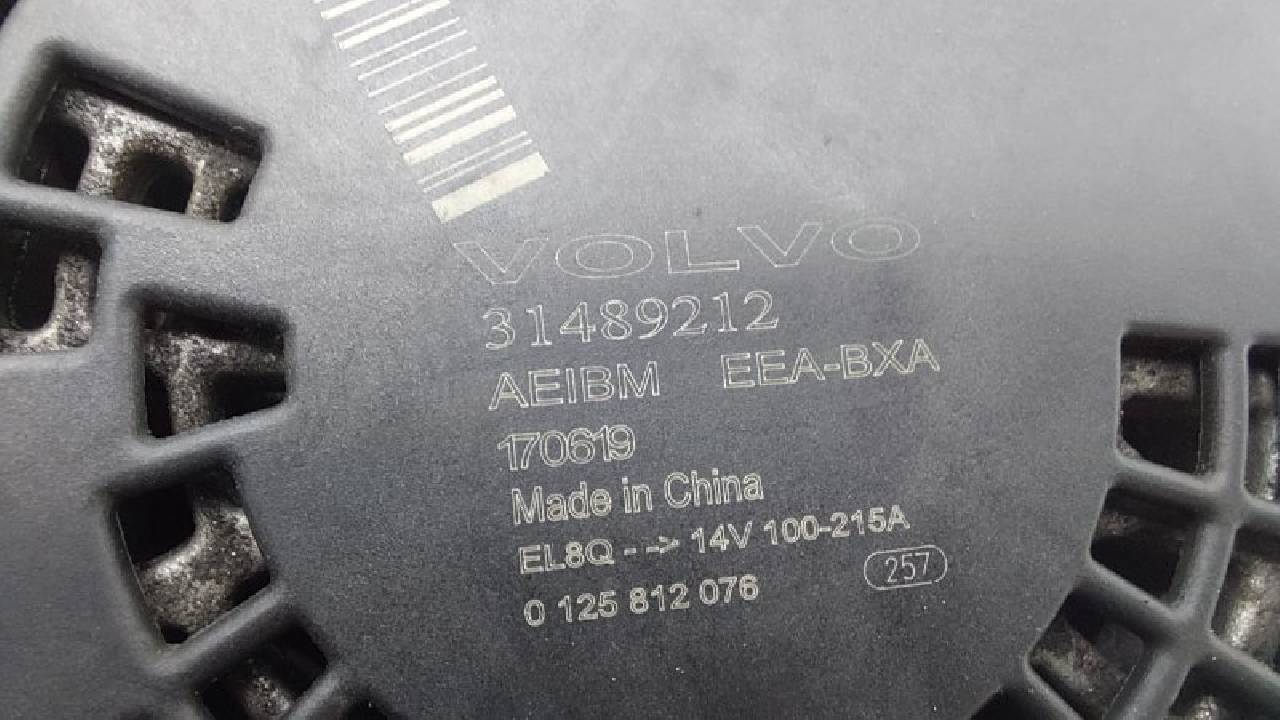 VOLVO
31489212
AEIBM EEA-BXA
170619
Made in China
EL8Q --> 14V 100-215A
0 125 812 076 257